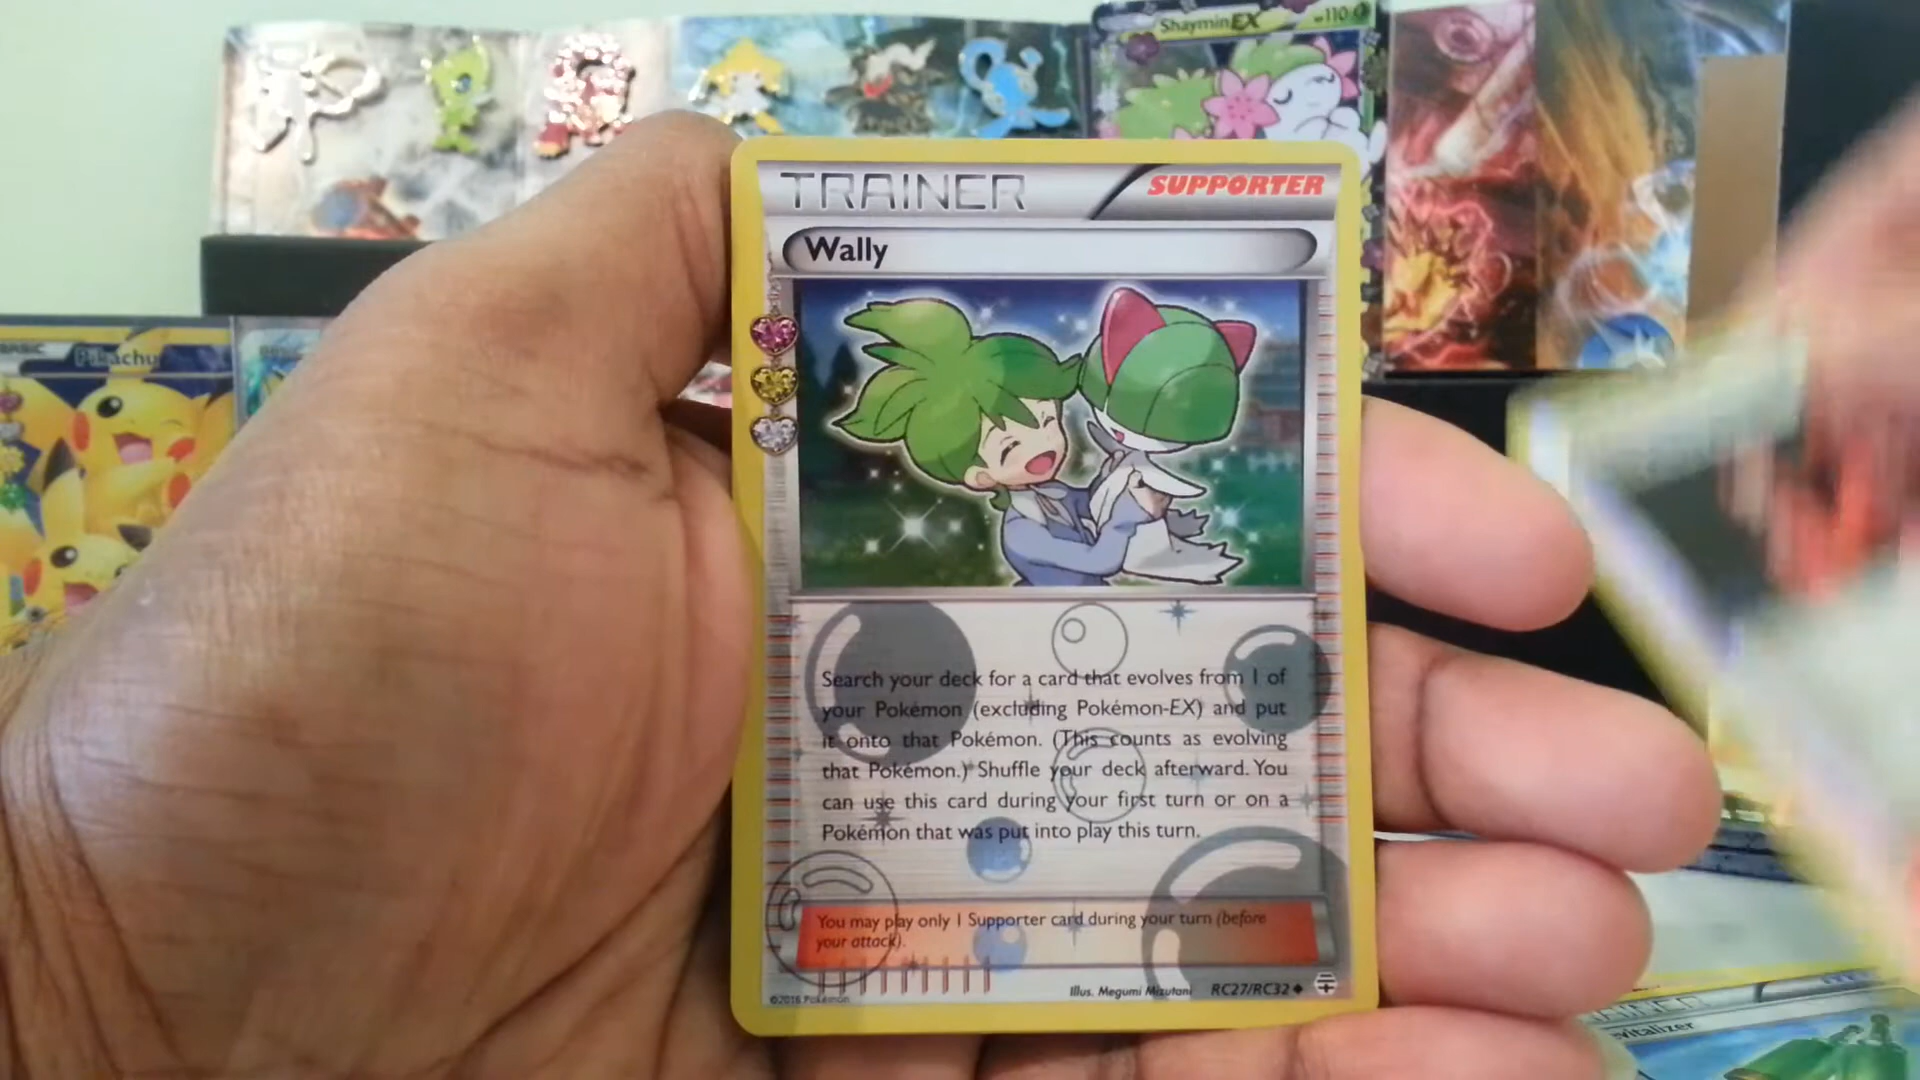 Shaymin EX HP110
BASIC Pikachu
TRAINER SUPPORTER
Wally
Search your deck for a card that evolves from 1 of
your Pokémon (excluding Pokémon-EX) and put
it onto that Pokémon. (This counts as evolving
that Pokémon.) Shuffle your deck afterward. You
can use this card during your first turn or on a
Pokémon that was put into play this turn.
You may play only 1 Supporter card during your turn (before
your attack).
©2016 Pokémon
Illus. Megumi Mizutani RC27/RC32